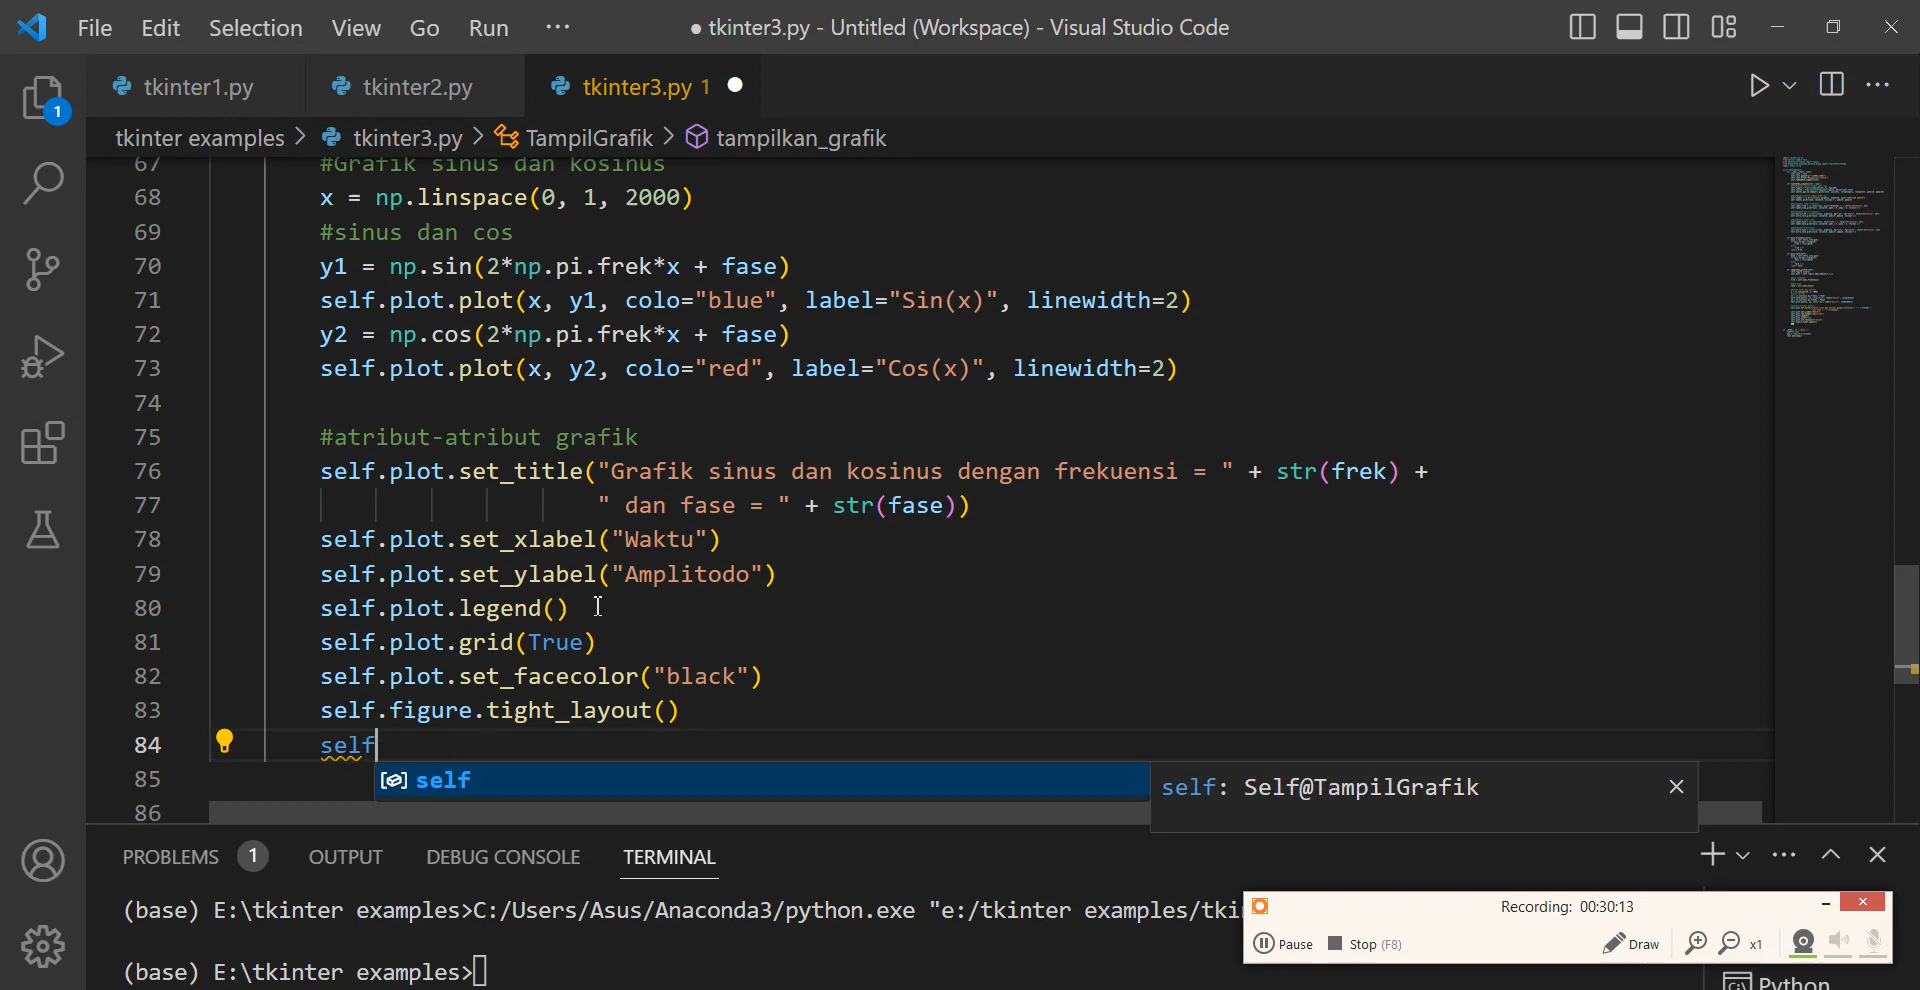 File Edit Selection View Go Run ··· ● tkinter3.py - Untitled (Workspace) - Visual Studio Code
tkinter1.py tkinter2.py tkinter3.py 1
1
tkinter examples > tkinter3.py > TampilGrafik > tampilkan_grafik
67 #Grafik sinus dan kosinus
68 x = np.linspace(0, 1, 2000)
69 #sinus dan cos
70 y1 = np.sin(2*np.pi.frek*x + fase)
71 self.plot.plot(x, y1, colo="blue", label="Sin(x)", linewidth=2)
72 y2 = np.cos(2*np.pi.frek*x + fase)
73 self.plot.plot(x, y2, colo="red", label="Cos(x)", linewidth=2)
74
75 #atribut-atribut grafik
76 self.plot.set_title("Grafik sinus dan kosinus dengan frekuensi = " + str(frek) +
77 " dan fase = " + str(fase))
78 self.plot.set_xlabel("Waktu")
79 self.plot.set_ylabel("Amplitodo")
80 self.plot.legend()
81 self.plot.grid(True)
82 self.plot.set_facecolor("black")
83 self.figure.tight_layout()
84 self
85 self self: Self@TampilGrafik
86
PROBLEMS 1 OUTPUT DEBUG CONSOLE TERMINAL
(base) E:\tkinter examples>C:/Users/Asus/Anaconda3/python.exe "e:/tkinter examples/tki
Recording: 00:30:13
Pause Stop (F8) Draw x1
(base) E:\tkinter examples>
Python